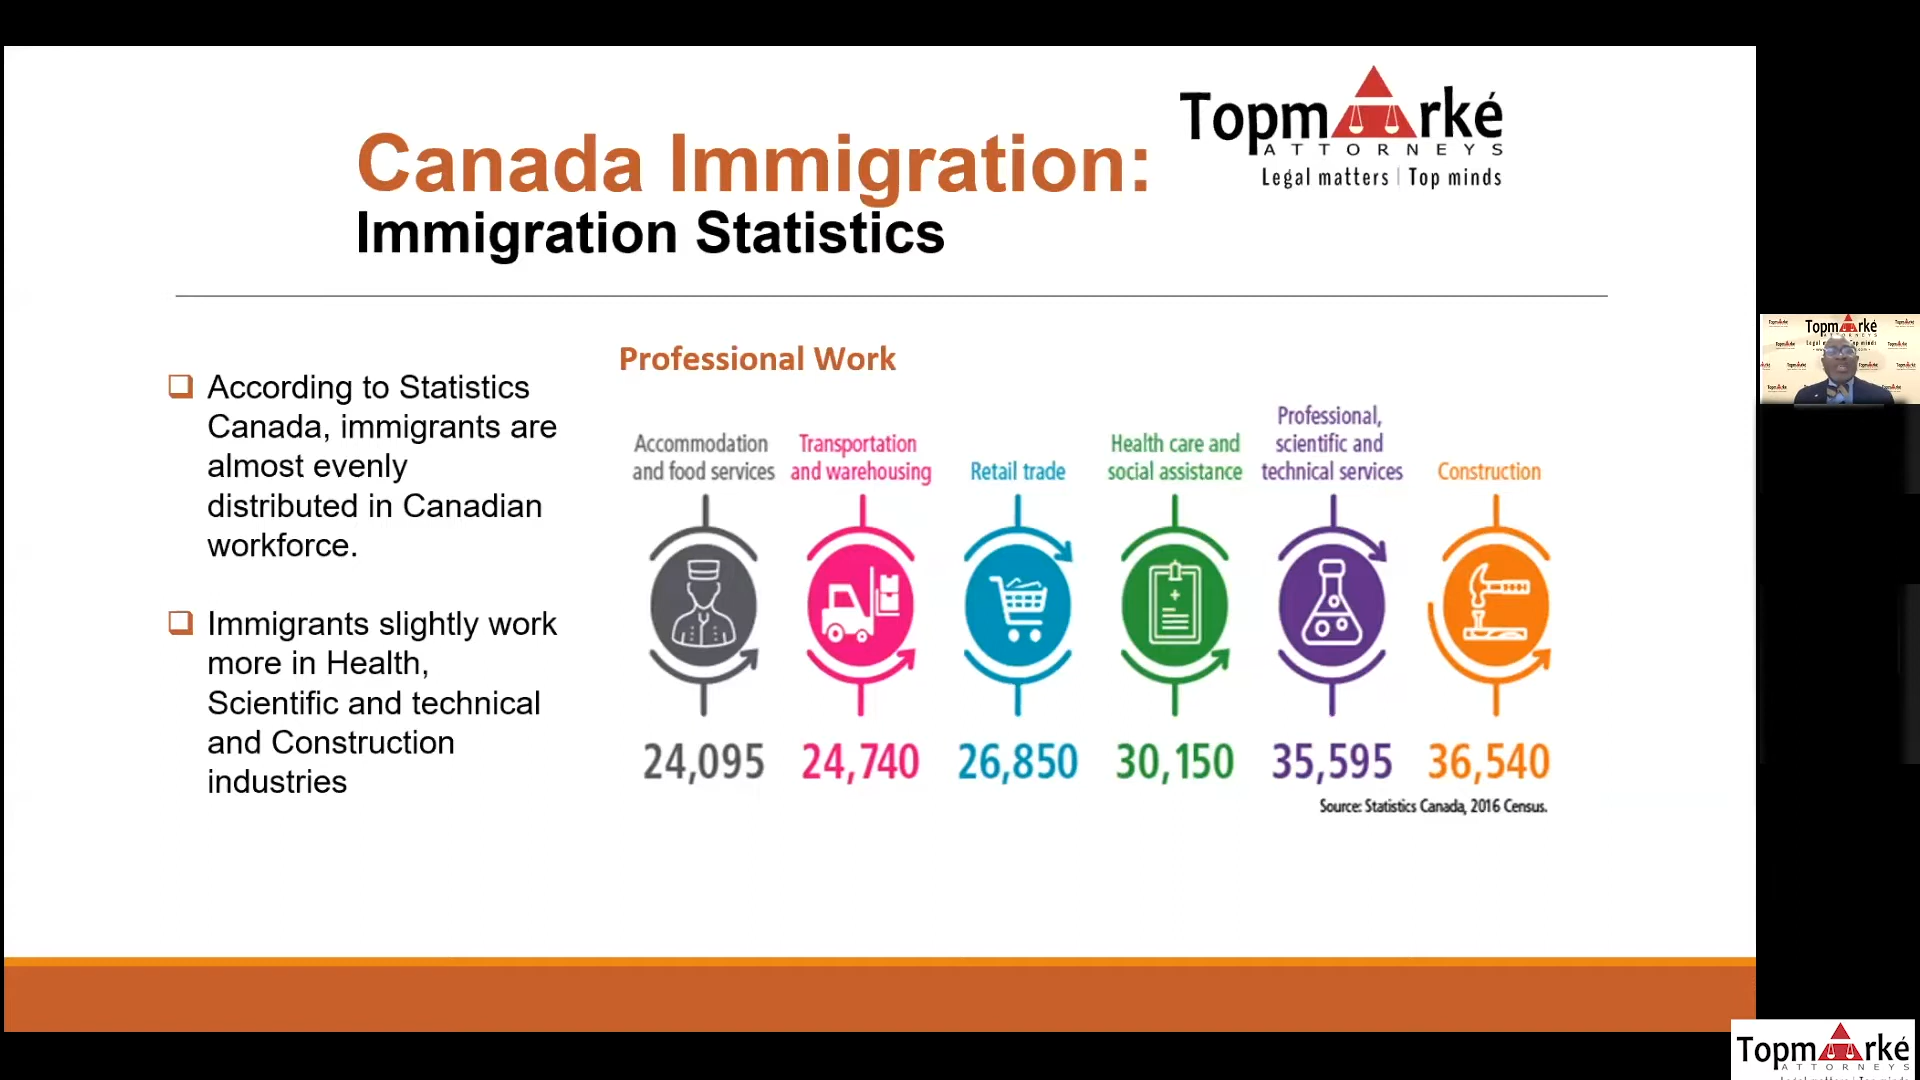 Topmarké
ATTORNEYS
Legal matters | Top minds
Canada Immigration:
Immigration Statistics
❑ According to Statistics
Canada, immigrants are
almost evenly
distributed in Canadian
workforce.
❑ Immigrants slightly work
more in Health,
Scientific and technical
and Construction
industries
Professional Work
Accommodation
and food services
Transportation
and warehousing
Retail trade
Health care and
social assistance
Professional,
scientific and
technical services
Construction
24,095
24,740
26,850
30,150
35,595
36,540
Source: Statistics Canada, 2016 Census.
Topmarké
ATTORNEYS
Topmarké
ATTORNEYS